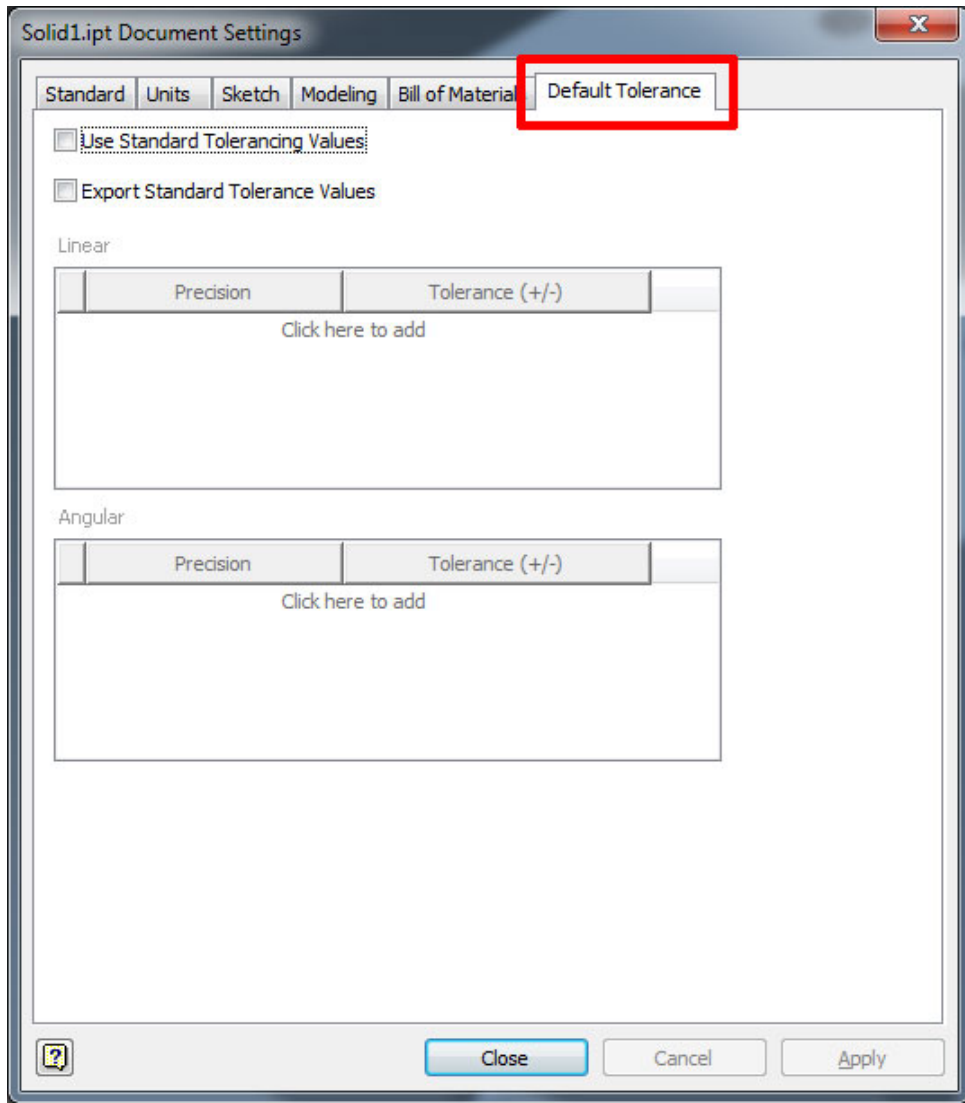 Solid1.ipt Document Settings
Standard Units Sketch Modeling Bill of Material Default Tolerance
Use Standard Tolerancing Values
Export Standard Tolerance Values
Linear
Precision Tolerance (+/-)
Click here to add
Angular
Precision Tolerance (+/-)
Click here to add
Close Cancel Apply